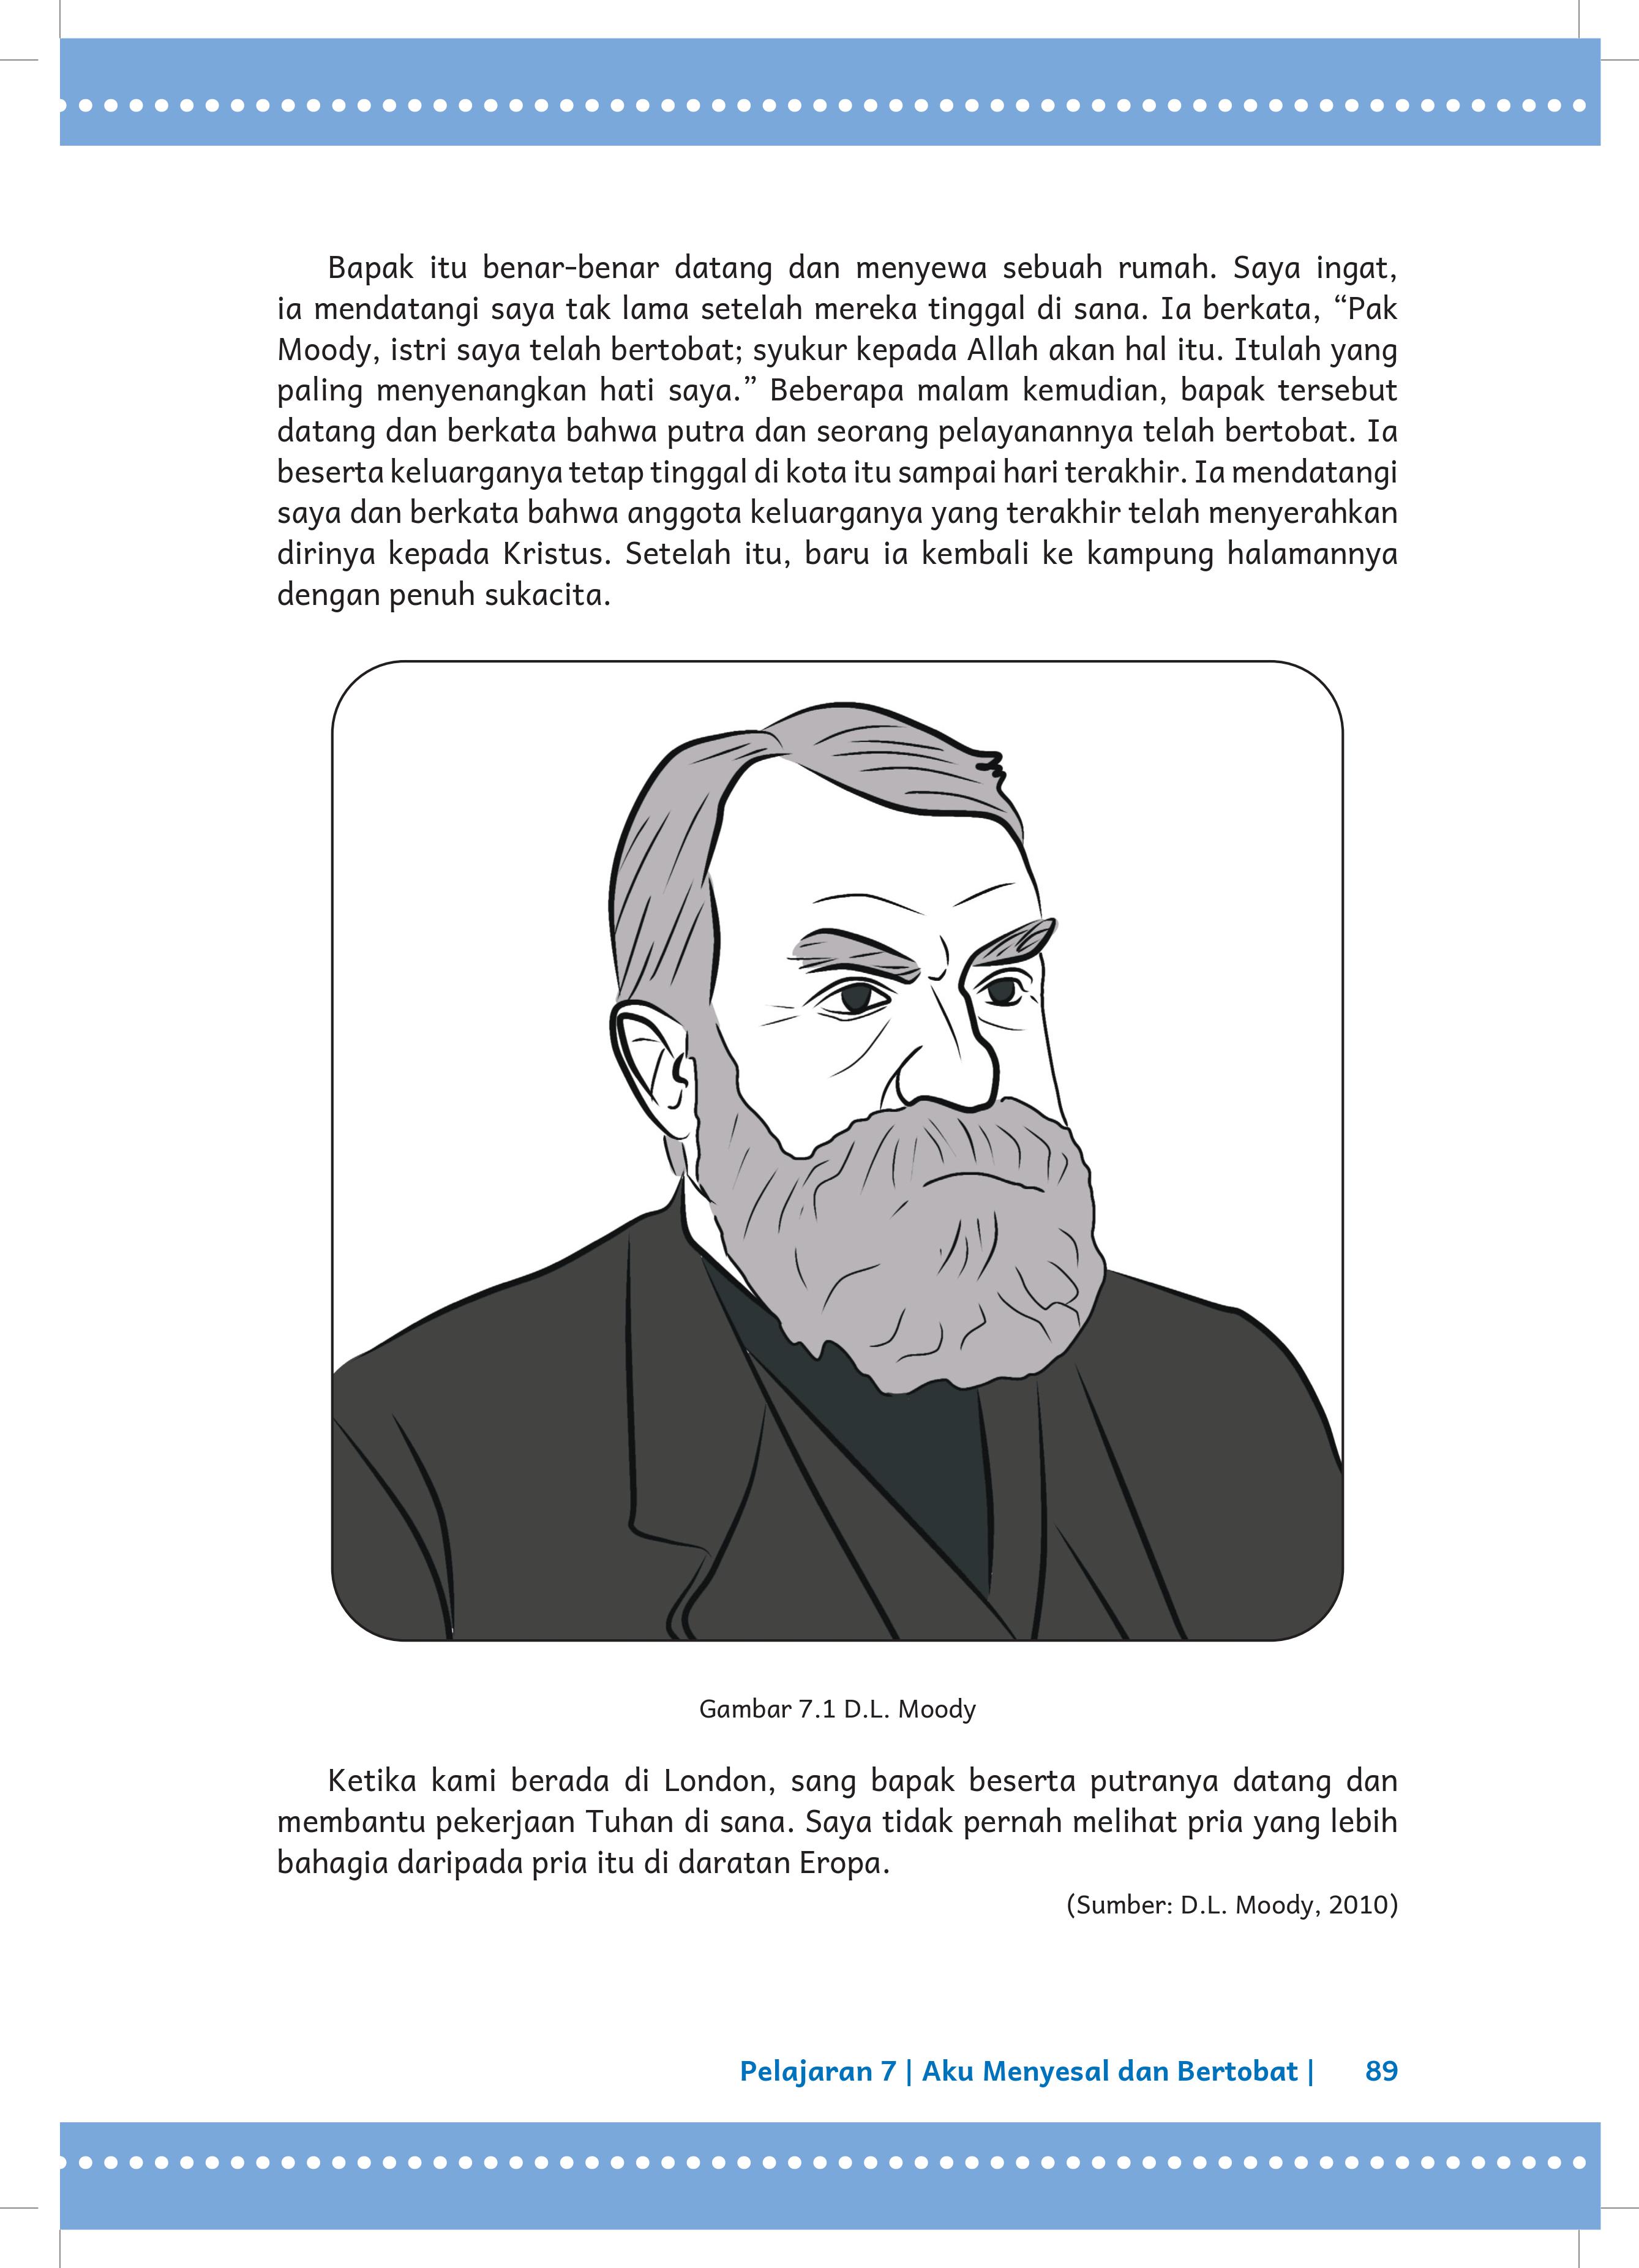 Bapak itu benar-benar datang dan menyewa sebuah rumah. Saya ingat,
ia mendatangi saya tak lama setelah mereka tinggal di sana. Ia berkata, “Pak
Moody, istri saya telah bertobat; syukur kepada Allah akan hal itu. Itulah yang
paling menyenangkan hati saya.” Beberapa malam kemudian, bapak tersebut
datang dan berkata bahwa putra dan seorang pelayanannya telah bertobat. Ia
beserta keluarganya tetap tinggal di kota itu sampai hari terakhir. Ia mendatangi
saya dan berkata bahwa anggota keluarganya yang terakhir telah menyerahkan
dirinya kepada Kristus. Setelah itu, baru ia kembali ke kampung halamannya
dengan penuh sukacita.
Gambar 7.1 D.L. Moody
Ketika kami berada di London, sang bapak beserta putranya datang dan
membantu pekerjaan Tuhan di sana. Saya tidak pernah melihat pria yang lebih
bahagia daripada pria itu di daratan Eropa.
(Sumber: D.L. Moody, 2010)
Pelajaran 7 | Aku Menyesal dan Bertobat | 89